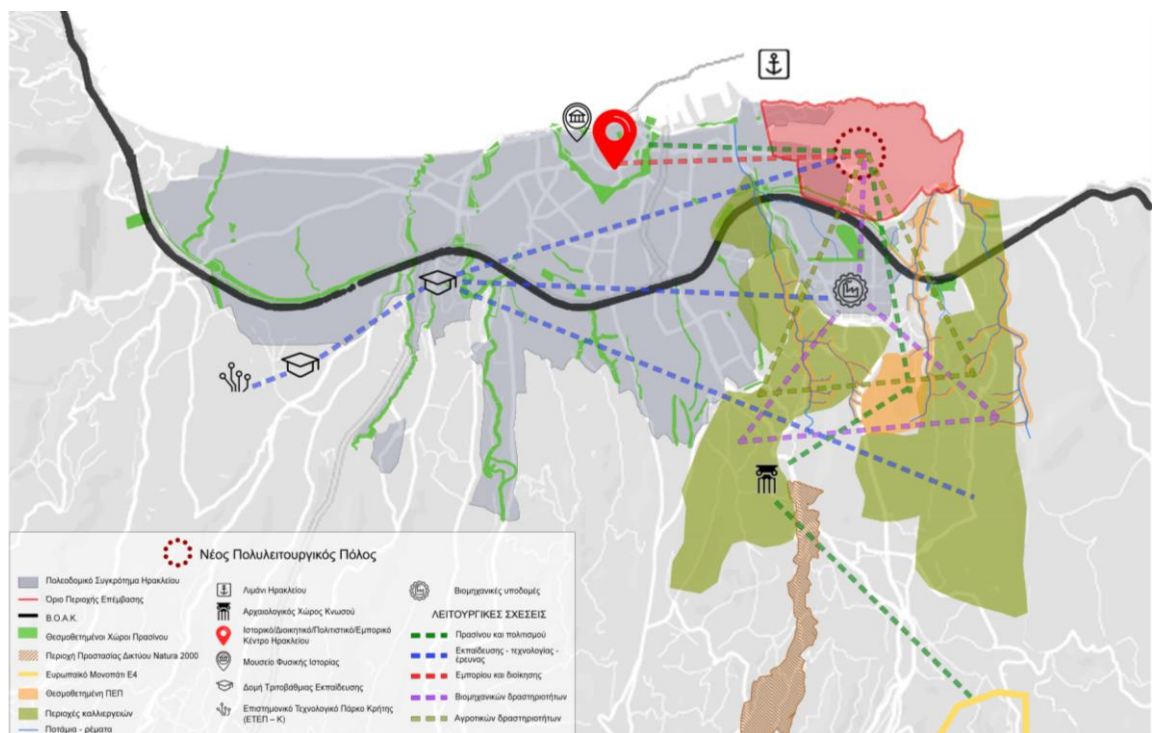 Νέος Πολυλειτουργικός Πόλος
Πολεοδομικό Συγκρότημα Ηρακλείου
Όριο Περιοχής Επέμβασης
Β.Ο.Α.Κ.
Θεσμοθετημένοι Χώροι Πρασίνου
Περιοχή Προστασίας Δικτύου Natura 2000
Ευρωπαϊκό Μονοπάτι Ε4
Θεσμοθετημένη ΠΕΠ
Περιοχές καλλιεργειών
Ποτάμια - ρέματα
Λιμάνι Ηρακλείου
Αρχαιολογικός Χώρος Κνωσού
Ιστορικό/Διοικητικό/Πολιτιστικό/Εμπορικό
Κέντρο Ηρακλείου
Μουσείο Φυσικής Ιστορίας
Δομή Τριτοβάθμιας Εκπαίδευσης
Επιστημονικό Τεχνολογικό Πάρκο Κρήτης
(ΕΤΕΠ – Κ)
Βιομηχανικές υποδομές
ΛΕΙΤΟΥΡΓΙΚΕΣ ΣΧΕΣΕΙΣ
Πρασίνου και πολιτισμού
Εκπαίδευσης - τεχνολογίας -
έρευνας
Εμπορίου και διοίκησης
Βιομηχανικών δραστηριοτήτων
Αγροτικών δραστηριοτήτων